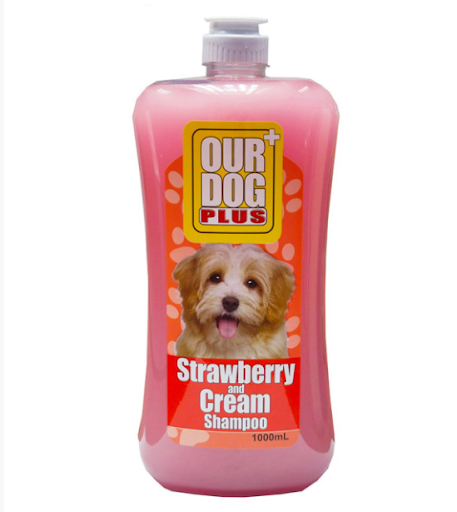 OUR+
DOG
PLUS
Strawberry
and
Cream
Shampoo
1000mL